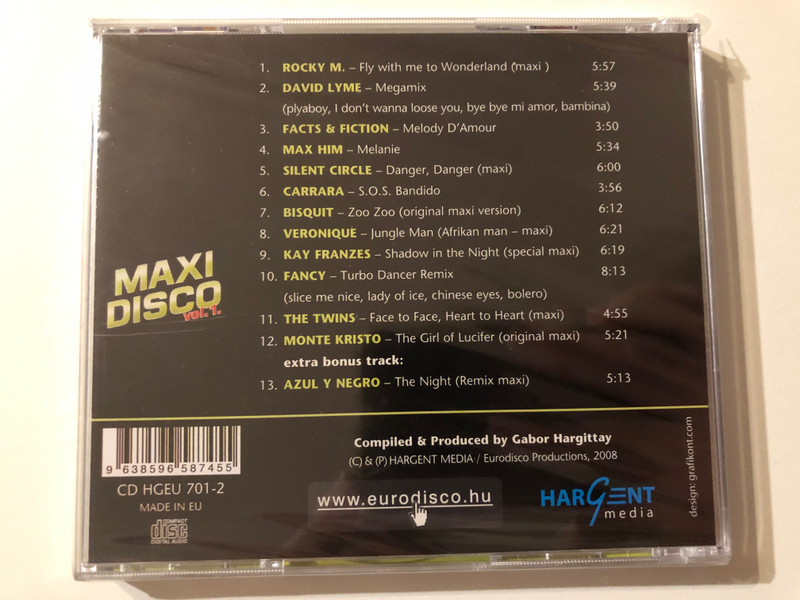 1. ROCKY M. – Fly with me to Wonderland (maxi ) 5:57
2. DAVID LYME – Megamix 5:39
(plyaboy, I don't wanna loose you, bye bye mi amor, bambina)
3. FACTS & FICTION – Melody D'Amour 3:50
4. MAX HIM – Melanie 5:34
5. SILENT CIRCLE – Danger, Danger (maxi) 6:00
6. CARRARA – S.O.S. Bandido 3:56
7. BISQUIT – Zoo Zoo (original maxi version) 6:12
8. VERONIQUE – Jungle Man (Afrikan man – maxi) 6:21
9. KAY FRANZES – Shadow in the Night (special maxi) 6:19
10. FANCY – Turbo Dancer Remix 8:13
(slice me nice, lady of ice, chinese eyes, bolero)
11. THE TWINS – Face to Face, Heart to Heart (maxi) 4:55
12. MONTE KRISTO – The Girl of Lucifer (original maxi) 5:21
extra bonus track:
13. AZUL Y NEGRO – The Night (Remix maxi) 5:13
MAXI
DISCO
vol. 1.
9 638596 587455
CD HGEU 701-2
MADE IN EU
COMPACT
disc
DIGITAL AUDIO
Compiled & Produced by Gabor Hargittay
(C) & (P) HARGENT MEDIA / Eurodisco Productions, 2008
www.eurodisco.hu
HARGENT
media
design: grafikont.com